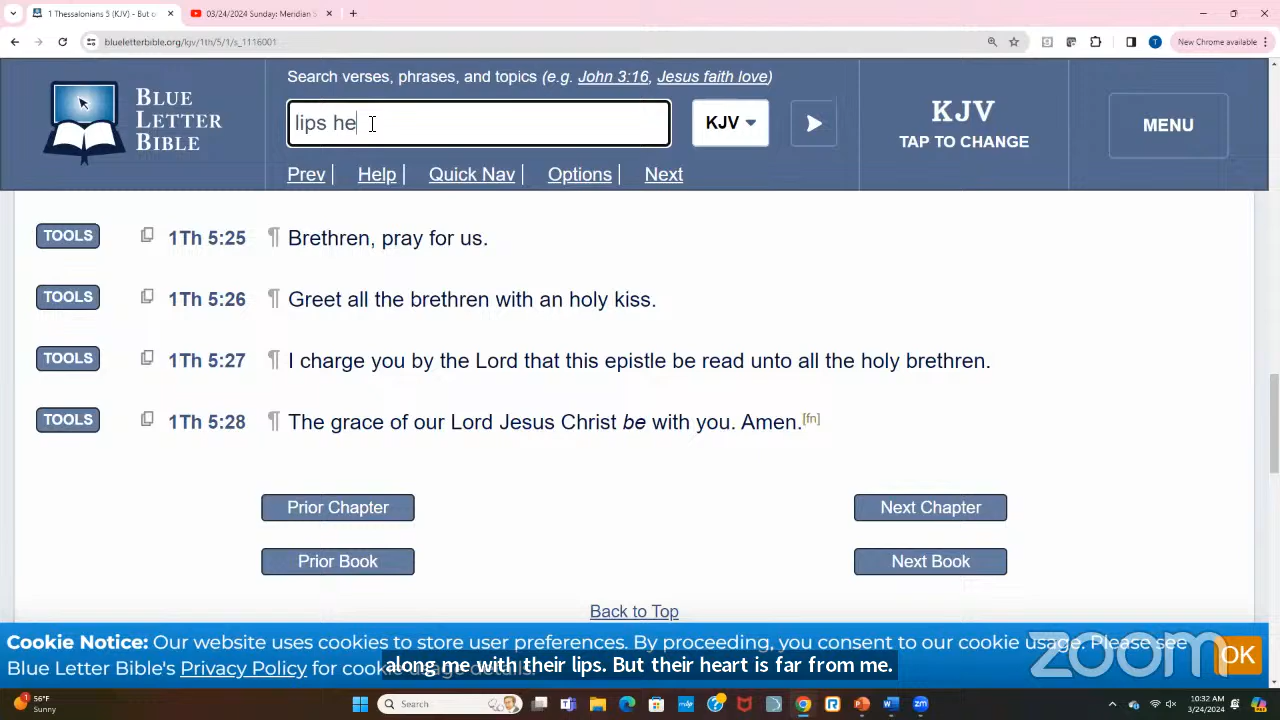 1 Thessalonians 5 (KJV) - But o
03/24/2024 Sunday: Meridian S
blueletterbible.org/kgv/1th/5/1/s_1116001
New Chrome available
BLUE LETTER BIBLE
Search verses, phrases, and topics (e.g. John 3:16, Jesus faith love)
lips he
KJV
KJV
TAP TO CHANGE
MENU
Prev | Help | Quick Nav | Options | Next
TOOLS 1Th 5:25 ¶ Brethren, pray for us.
TOOLS 1Th 5:26 ¶ Greet all the brethren with an holy kiss.
TOOLS 1Th 5:27 ¶ I charge you by the Lord that this epistle be read unto all the holy brethren.
TOOLS 1Th 5:28 ¶ The grace of our Lord Jesus Christ be with you. Amen.[fn]
Prior Chapter Next Chapter
Prior Book Next Book
Back to Top
Cookie Notice: Our website uses cookies to store user preferences. By proceeding, you consent to our cookie usage. Please see
Blue Letter Bible's Privacy Policy for
OK
along me with their lips. But their heart is far from me.
zoom
56°F
Sunny
Search
10:32 AM
3/24/2024